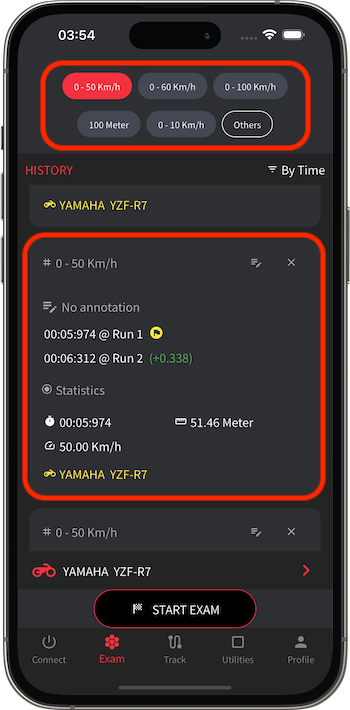 03:54
0 - 50 Km/h
0 - 60 Km/h
0 - 100 Km/h
100 Meter
0 - 10 Km/h
Others
HISTORY
By Time
YAMAHA YZF-R7
# 0 - 50 Km/h
No annotation
00:05:974 @ Run 1
00:06:312 @ Run 2 (+0.338)
Statistics
00:05:974
51.46 Meter
50.00 Km/h
YAMAHA YZF-R7
# 0 - 50 Km/h
YAMAHA YZF-R7
START EXAM
Connect
Exam
Track
Utilities
Profile